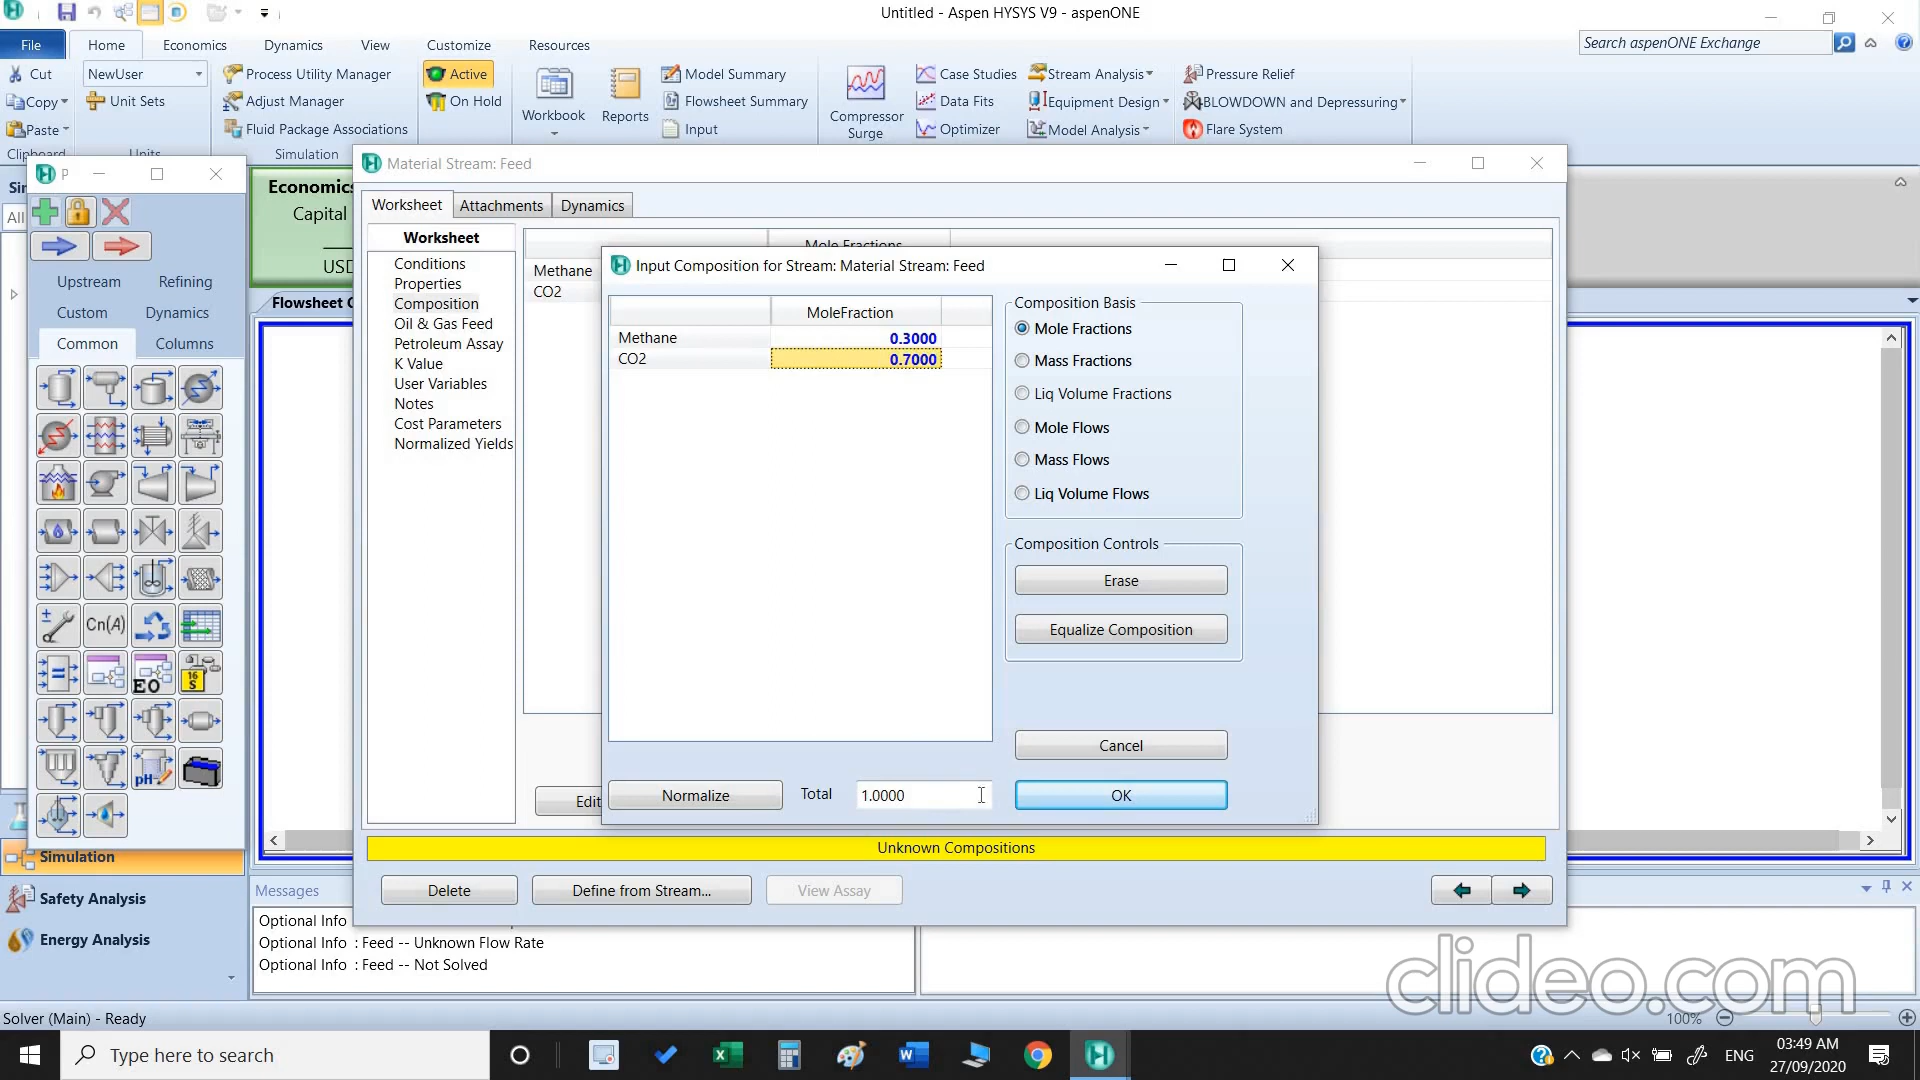 Untitled - Aspen HYSYS V9 - aspenONE
File Home Economics Dynamics View Customize Resources
Search aspenONE Exchange
Cut
Copy
Paste
Clipboard
NewUser
Unit Sets
Units
Process Utility Manager
Adjust Manager
Fluid Package Associations
Simulation
Active
On Hold
Workbook
Reports
Model Summary
Flowsheet Summary
Input
Compressor
Surge
Case Studies
Data Fits
Optimizer
Stream Analysis
Equipment Design
Model Analysis
Pressure Relief
BLOWDOWN and Depressuring
Flare System
Sin
All
P
Upstream Refining
Custom Dynamics
Common Columns
Cn(A)
EO
16
S
pH
Economics
Capital
USD
Flowsheet C
Material Stream: Feed
Worksheet Attachments Dynamics
Worksheet
Conditions
Properties
Composition
Oil & Gas Feed
Petroleum Assay
K Value
User Variables
Notes
Cost Parameters
Normalized Yields
Mole Fractions
Methane
CO2
Edit
Input Composition for Stream: Material Stream: Feed
MoleFraction
Methane 0.3000
CO2 0.7000
Composition Basis
Mole Fractions
Mass Fractions
Liq Volume Fractions
Mole Flows
Mass Flows
Liq Volume Flows
Composition Controls
Erase
Equalize Composition
Cancel
Normalize Total 1.0000 OK
Unknown Compositions
Delete Define from Stream... View Assay
Simulation
Safety Analysis
Energy Analysis
Messages
Optional Info
Optional Info : Feed -- Unknown Flow Rate
Optional Info : Feed -- Not Solved
clideo.com
Solver (Main) - Ready
100%
Type here to search
ENG
03:49 AM
27/09/2020